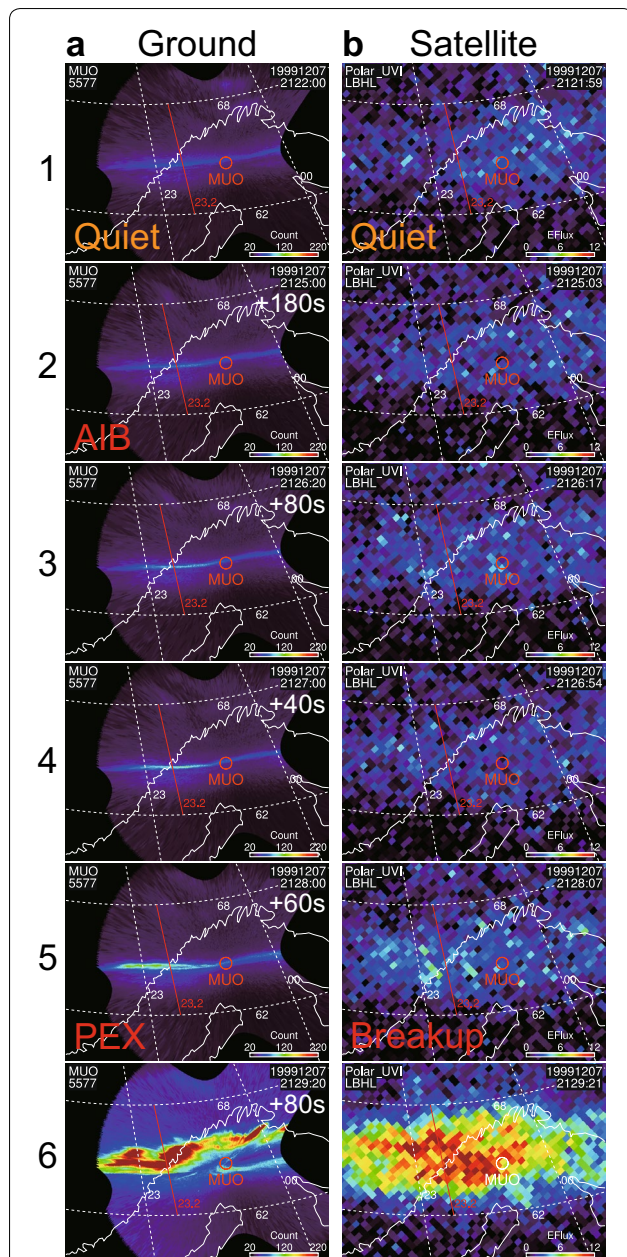 a Ground
b Satellite
1
MUO
5577
19991207
2122:00
68
MUO
23
23.2
00
62
Quiet
Count
20 120 220
Polar_UVI
LBHL
19991207
2121:59
68
MUO
23
23.2
00
62
Quiet
EFlux
0 6 12
2
MUO
5577
19991207
2125:00
+180s
68
MUO
23
23.2
00
62
AIB
Count
20 120 220
Polar_UVI
LBHL
19991207
2125:03
68
MUO
23
23.2
00
62
EFlux
0 6 12
3
MUO
5577
19991207
2126:20
+80s
68
MUO
23
23.2
00
62
Count
20 120 220
Polar_UVI
LBHL
19991207
2126:17
68
MUO
23
23.2
00
62
EFlux
0 6 12
4
MUO
5577
19991207
2127:00
+40s
68
MUO
23
23.2
00
62
Count
20 120 220
Polar_UVI
LBHL
19991207
2126:54
68
MUO
23
23.2
00
62
EFlux
0 6 12
5
MUO
5577
19991207
2128:00
+60s
68
MUO
23
23.2
00
62
PEX
Count
20 120 220
Polar_UVI
LBHL
19991207
2128:07
68
MUO
23
23.2
00
62
Breakup
EFlux
0 6 12
6
MUO
5577
19991207
2129:20
+80s
68
MUO
23
23.2
00
62
Count
20 120 220
Polar_UVI
LBHL
19991207
2129:21
68
MUO
23
23.2
00
62
EFlux
0 6 12